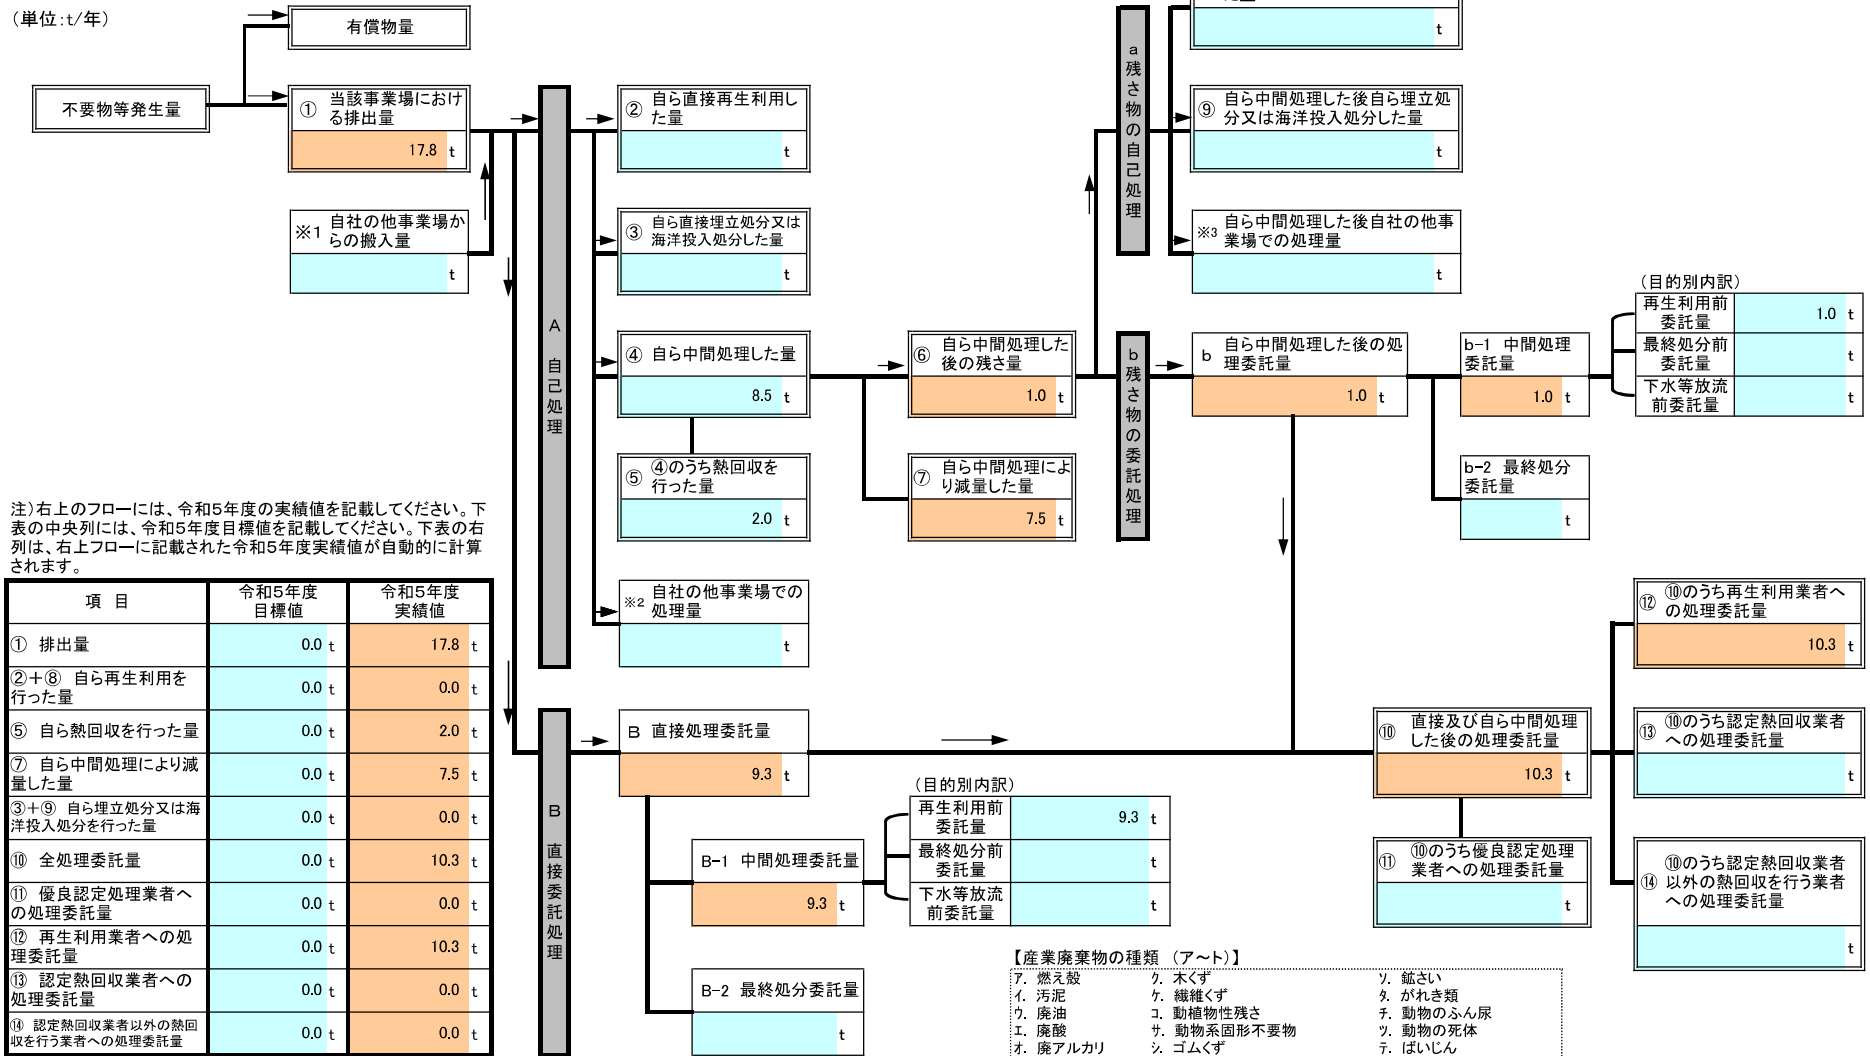 (単位:t/年)
有償物量
不要物等発生量
① 当該事業場におけ
る排出量
17.8 t
※1 自社の他事業場か
らの搬入量
t
A 自己処理
② 自ら直接再生利用し
た量
t
③ 自ら直接埋立処分又は
海洋投入処分した量
t
④ 自ら中間処理した量
8.5 t
⑤ ④のうち熱回収を
行った量
2.0 t
※2 自社の他事業場での
処理量
t
⑥ 自ら中間処理した
後の残さ量
1.0 t
⑦ 自ら中間処理によ
り減量した量
7.5 t
a 残さ物の自己処理
t
⑨ 自ら中間処理した後自ら埋立処
分又は海洋投入処分した量
t
※3 自ら中間処理した後自社の他事
業場での処理量
t
b 残さ物の委託処理
b 自ら中間処理した後の処
理委託量
1.0 t
b-1 中間処理
委託量
1.0 t
b-2 最終処分
委託量
t
(目的別内訳)
再生利用前
委託量
1.0 t
最終処分前
委託量
t
下水等放流
前委託量
t
注)右上のフローには、令和5年度の実績値を記載してください。下
表の中央列には、令和5年度目標値を記載してください。下表の右
列は、右上フローに記載された令和5年度実績値が自動的に計算
されます。
項 目 令和5年度
目標値 令和5年度
実績値
① 排出量 0.0 t 17.8 t
②+⑧ 自ら再生利用を
行った量 0.0 t 0.0 t
⑤ 自ら熱回収を行った量 0.0 t 2.0 t
⑦ 自ら中間処理により減
量した量 0.0 t 7.5 t
③+⑨ 自ら埋立処分又は海
洋投入処分を行った量 0.0 t 0.0 t
⑩ 全処理委託量 0.0 t 10.3 t
⑪ 優良認定処理業者へ
の処理委託量 0.0 t 0.0 t
⑫ 再生利用業者への処
理委託量 0.0 t 10.3 t
⑬ 認定熱回収業者への
処理委託量 0.0 t 0.0 t
⑭ 認定熱回収業者以外の熱回
収を行う業者への処理委託量 0.0 t 0.0 t
B 直接委託処理
B 直接処理委託量
9.3 t
B-1 中間処理委託量
9.3 t
B-2 最終処分委託量
t
(目的別内訳)
再生利用前
委託量
9.3 t
最終処分前
委託量
t
下水等放流
前委託量
t
⑩ 直接及び自ら中間処理
した後の処理委託量
10.3 t
⑪ ⑩のうち優良認定処理
業者への処理委託量
t
⑫ ⑩のうち再生利用業者へ
の処理委託量
10.3 t
⑬ ⑩のうち認定熱回収業者
への処理委託量
t
⑭ ⑩のうち認定熱回収業者
以外の熱回収を行う業者
への処理委託量
t
【産業廃棄物の種類 (ア~ト)】
ア. 燃え殻 ク. 木くず ソ. 鉱さい
イ. 汚泥 ケ. 繊維くず タ. がれき類
ウ. 廃油 コ. 動植物性残さ チ. 動物のふん尿
エ. 廃酸 サ. 動物系固形不要物 ツ. 動物の死体
オ. 廃アルカリ シ. ゴムくず テ. ばいじん